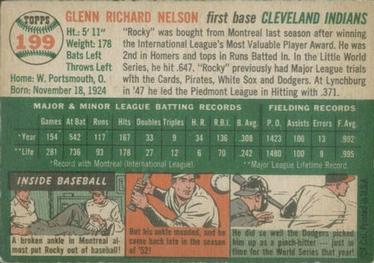 TOPPS
199
GLENN RICHARD NELSON first base CLEVELAND INDIANS
Ht.: 5' 11"
Weight: 178
Bats Left
Throws Left
Home: W. Portsmouth, O.
Born: November 18, 1924
"Rocky" was bought from Montreal last season after winning
the International League's Most Valuable Player Award. He was
2nd in Homers and tops in Runs Batted In. In the Little World
Series, he hit .647. "Rocky" previously had Major League trials
with the Cards, Pirates, White Sox and Dodgers. At Lynchburg
in '47 he led the Piedmont League in Hitting with .371.
MAJOR & MINOR LEAGUE BATTING RECORDS FIELDING RECORDS
Games At Bat Runs Hits Doubles Triples H.R. R.B.I. B. Avg. P.O. Assists Errors F. Avg.
*Year 154 542 117 167 33 9 34 136 .308 1423 106 13 .992
**Life 281 736 93 167 12 6 70 .242 1480 100 8 .995
*Record with Montreal (International League). **Major League Lifetime Record.
INSIDE BASEBALL
A broken ankle in Montreal al-
most put Rocky out of baseball!
But his ankle mended, and he
came back late in the season
of '52!
He did so well the Dodgers picked
him up as a pinch-hitter – just in
time for the World Series that year!